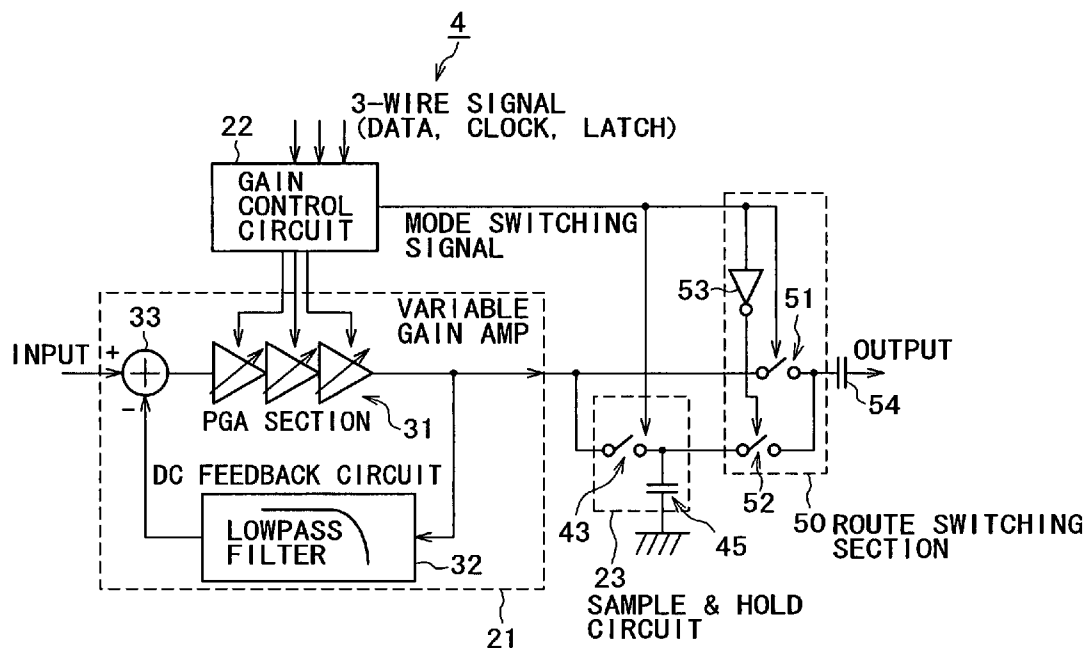 4
3-WIRE SIGNAL
(DATA, CLOCK, LATCH)
22
GAIN
CONTROL
CIRCUIT
MODE SWITCHING
SIGNAL
53
51
33
VARIABLE
GAIN AMP
INPUT
+
−
OUTPUT
54
PGA SECTION
31
DC FEEDBACK CIRCUIT
LOWPASS
FILTER
32
43
45
52
50 ROUTE SWITCHING
SECTION
23
SAMPLE & HOLD
CIRCUIT
21